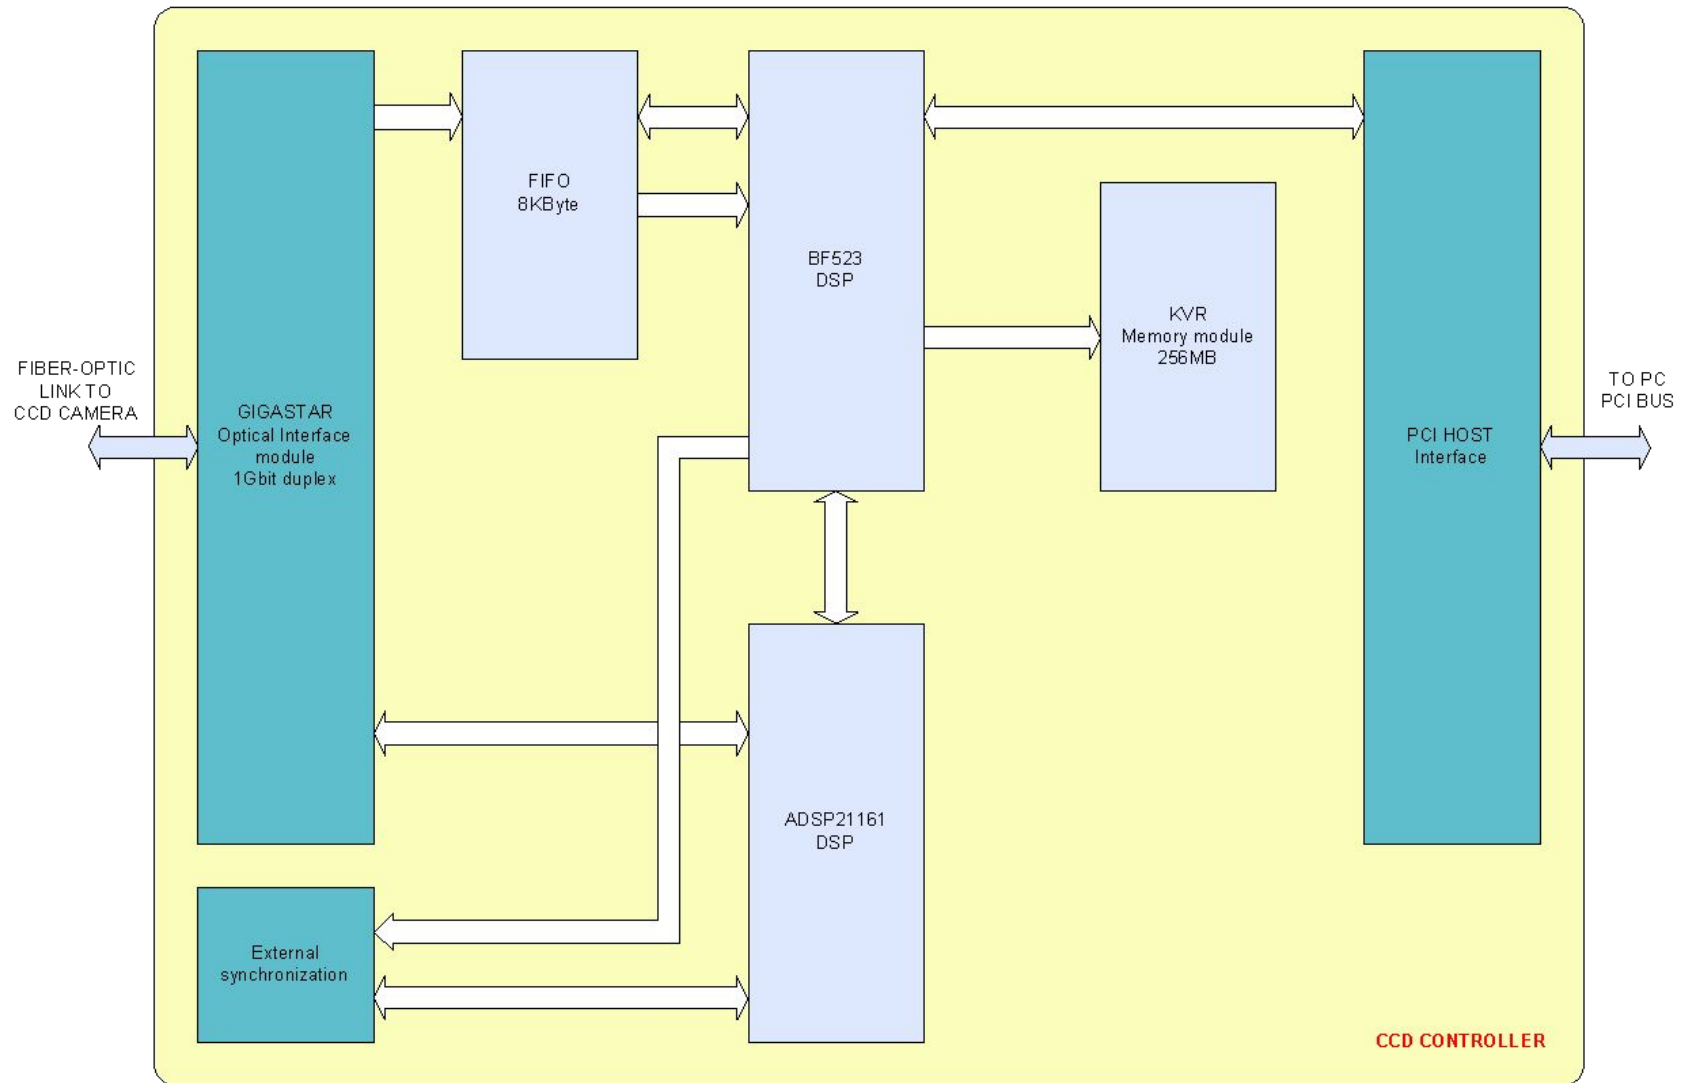 FIFO
8KByte
BF523
DSP
KVR
Memory module
256MB
FIBER-OPTIC
LINK TO
CCD CAMERA
GIGASTAR
Optical Interface
module
1Gbit duplex
PCI HOST
Interface
TO PC
PCI BUS
ADSP21161
DSP
External
synchronization
CCD CONTROLLER